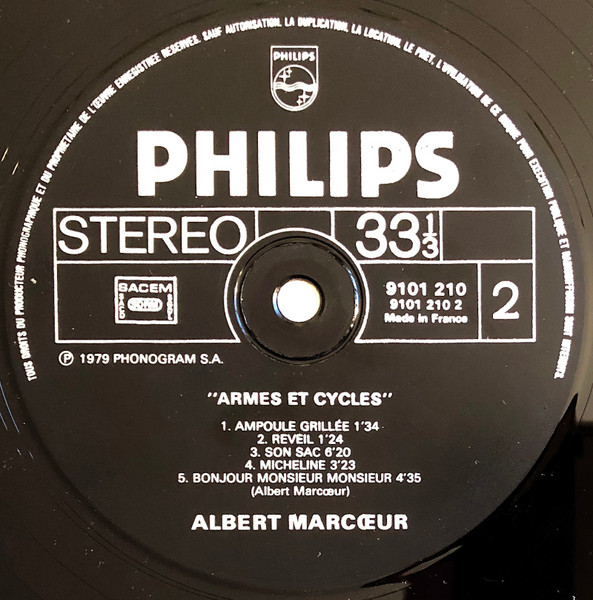 TOUS DROITS DU PRODUCTEUR PHONOGRAPHIQUE ET DU PROPRIETAIRE DE L'ŒUVRE ENREGISTREE RESERVES. SAUF AUTORISATION, LA DUPLICATION, LA LOCATION, LE PRET, L'UTILISATION DE CE DISQUE POUR EXECUTION PUBLIQUE ET RADIODIFFUSION SONT INTERDITS.
PHILIPS
PHILIPS
STEREO
33 1/3
SACEM
9101 210
9101 210 2
Made in France
2
Ⓟ 1979 PHONOGRAM S.A.
"ARMES ET CYCLES"
1. AMPOULE GRILLÉE 1'34
2. REVEIL 1'24
3. SON SAC 6'20
4. MICHELINE 3'23
5. BONJOUR MONSIEUR MONSIEUR 4'35
(Albert Marcœur)
ALBERT MARCŒUR